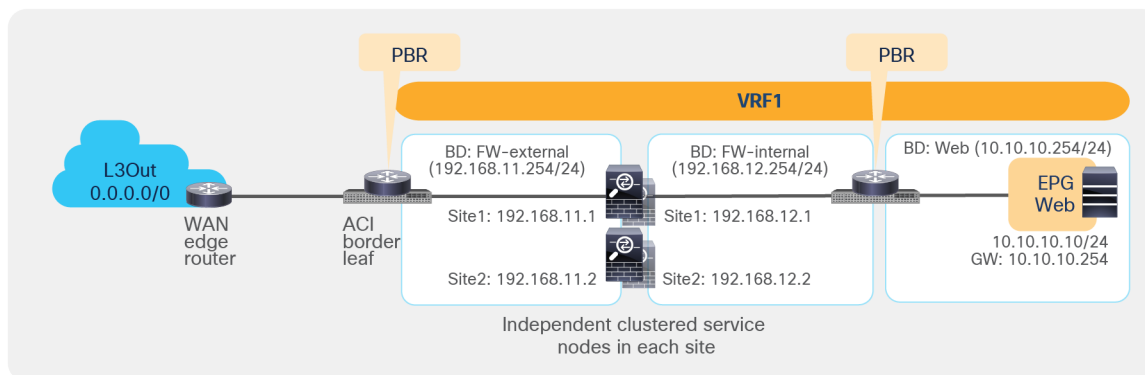 PBR
PBR
VRF1
L3Out
0.0.0.0/0
WAN
edge
router
ACI
border
leaf
BD: FW-external
(192.168.11.254/24)
Site1: 192.168.11.1
Site2: 192.168.11.2
BD: FW-internal
(192.168.12.254/24)
Site1: 192.168.12.1
Site2: 192.168.12.2
BD: Web (10.10.10.254/24)
EPG
Web
10.10.10.10/24
GW: 10.10.10.254
Independent clustered service
nodes in each site